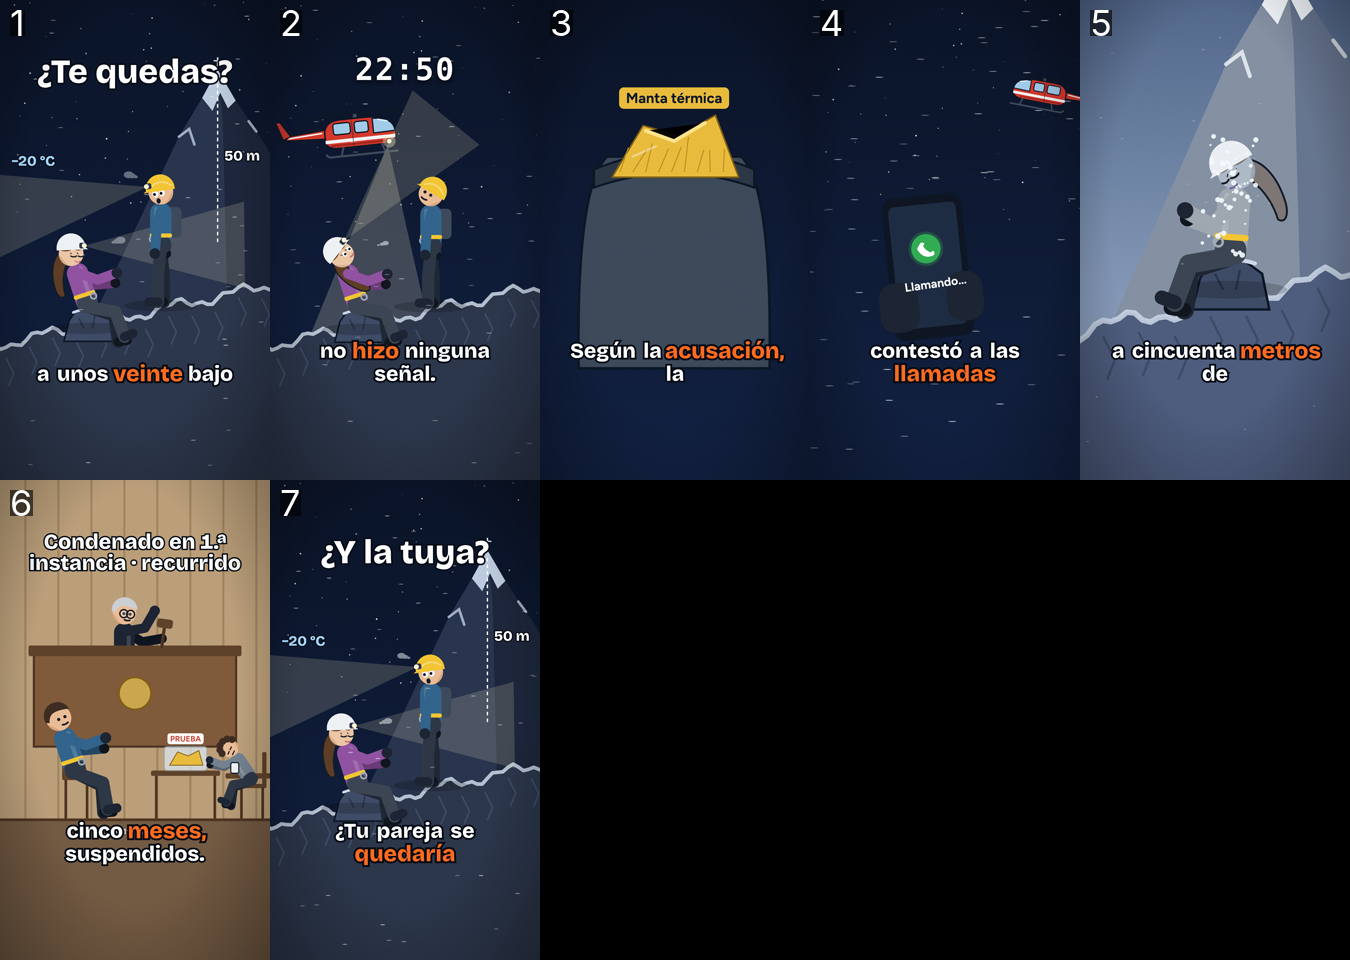 1
¿Te quedas?
-20 °C
50 m
a unos veinte bajo
2
22:50
no hizo ninguna
señal.
3
Manta térmica
Según la acusación,
la
4
Llamando...
contestó a las
llamadas
5
a cincuenta metros
de
6
Condenado en 1.ª
instancia · recurrido
PRUEBA
cinco meses,
suspendidos.
7
¿Y la tuya?
-20 °C
50 m
¿Tu pareja se
quedaría